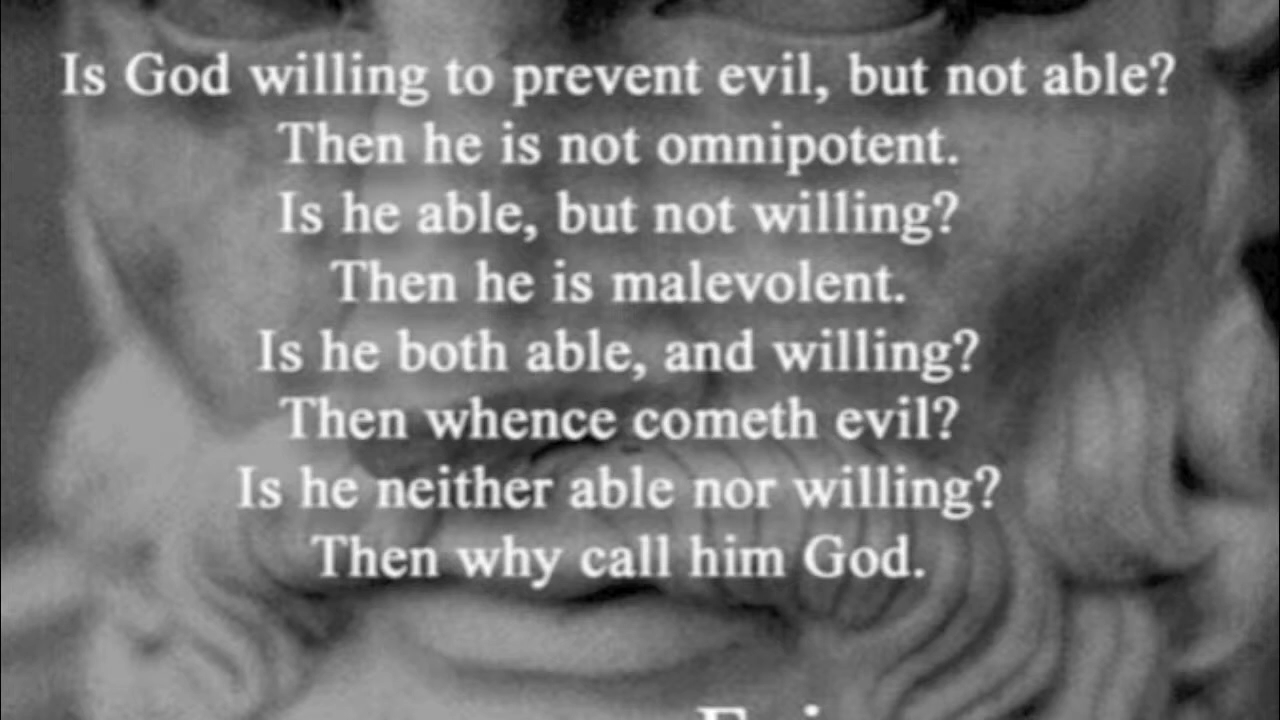 Is God willing to prevent evil, but not able?
Then he is not omnipotent.
Is he able, but not willing?
Then he is malevolent.
Is he both able, and willing?
Then whence cometh evil?
Is he neither able nor willing?
Then why call him God.